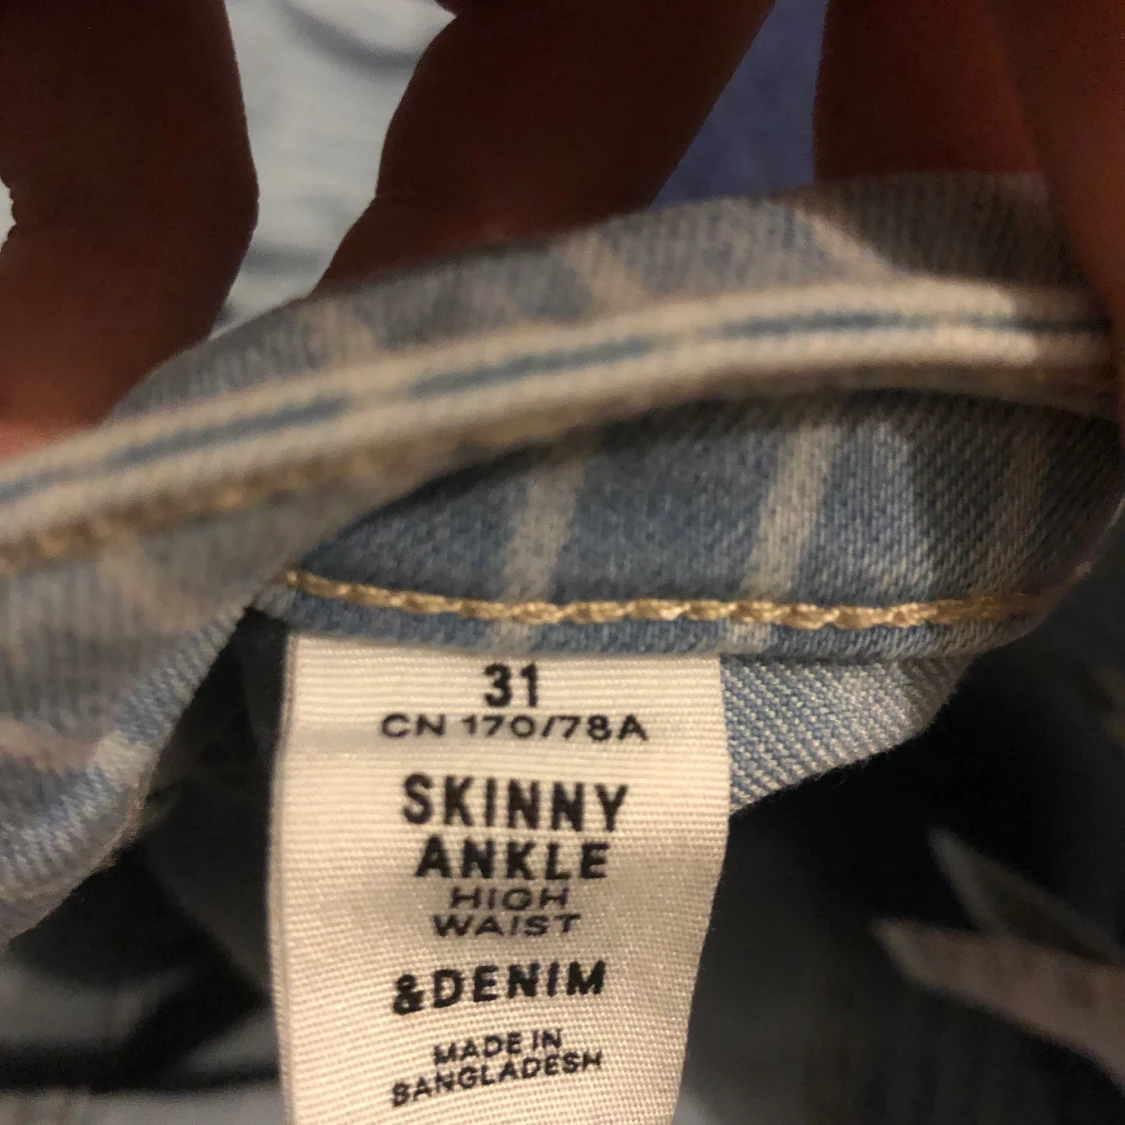 31
CN 170/78A
SKINNY
ANKLE
HIGH
WAIST
&DENIM
MADE IN
BANGLADESH